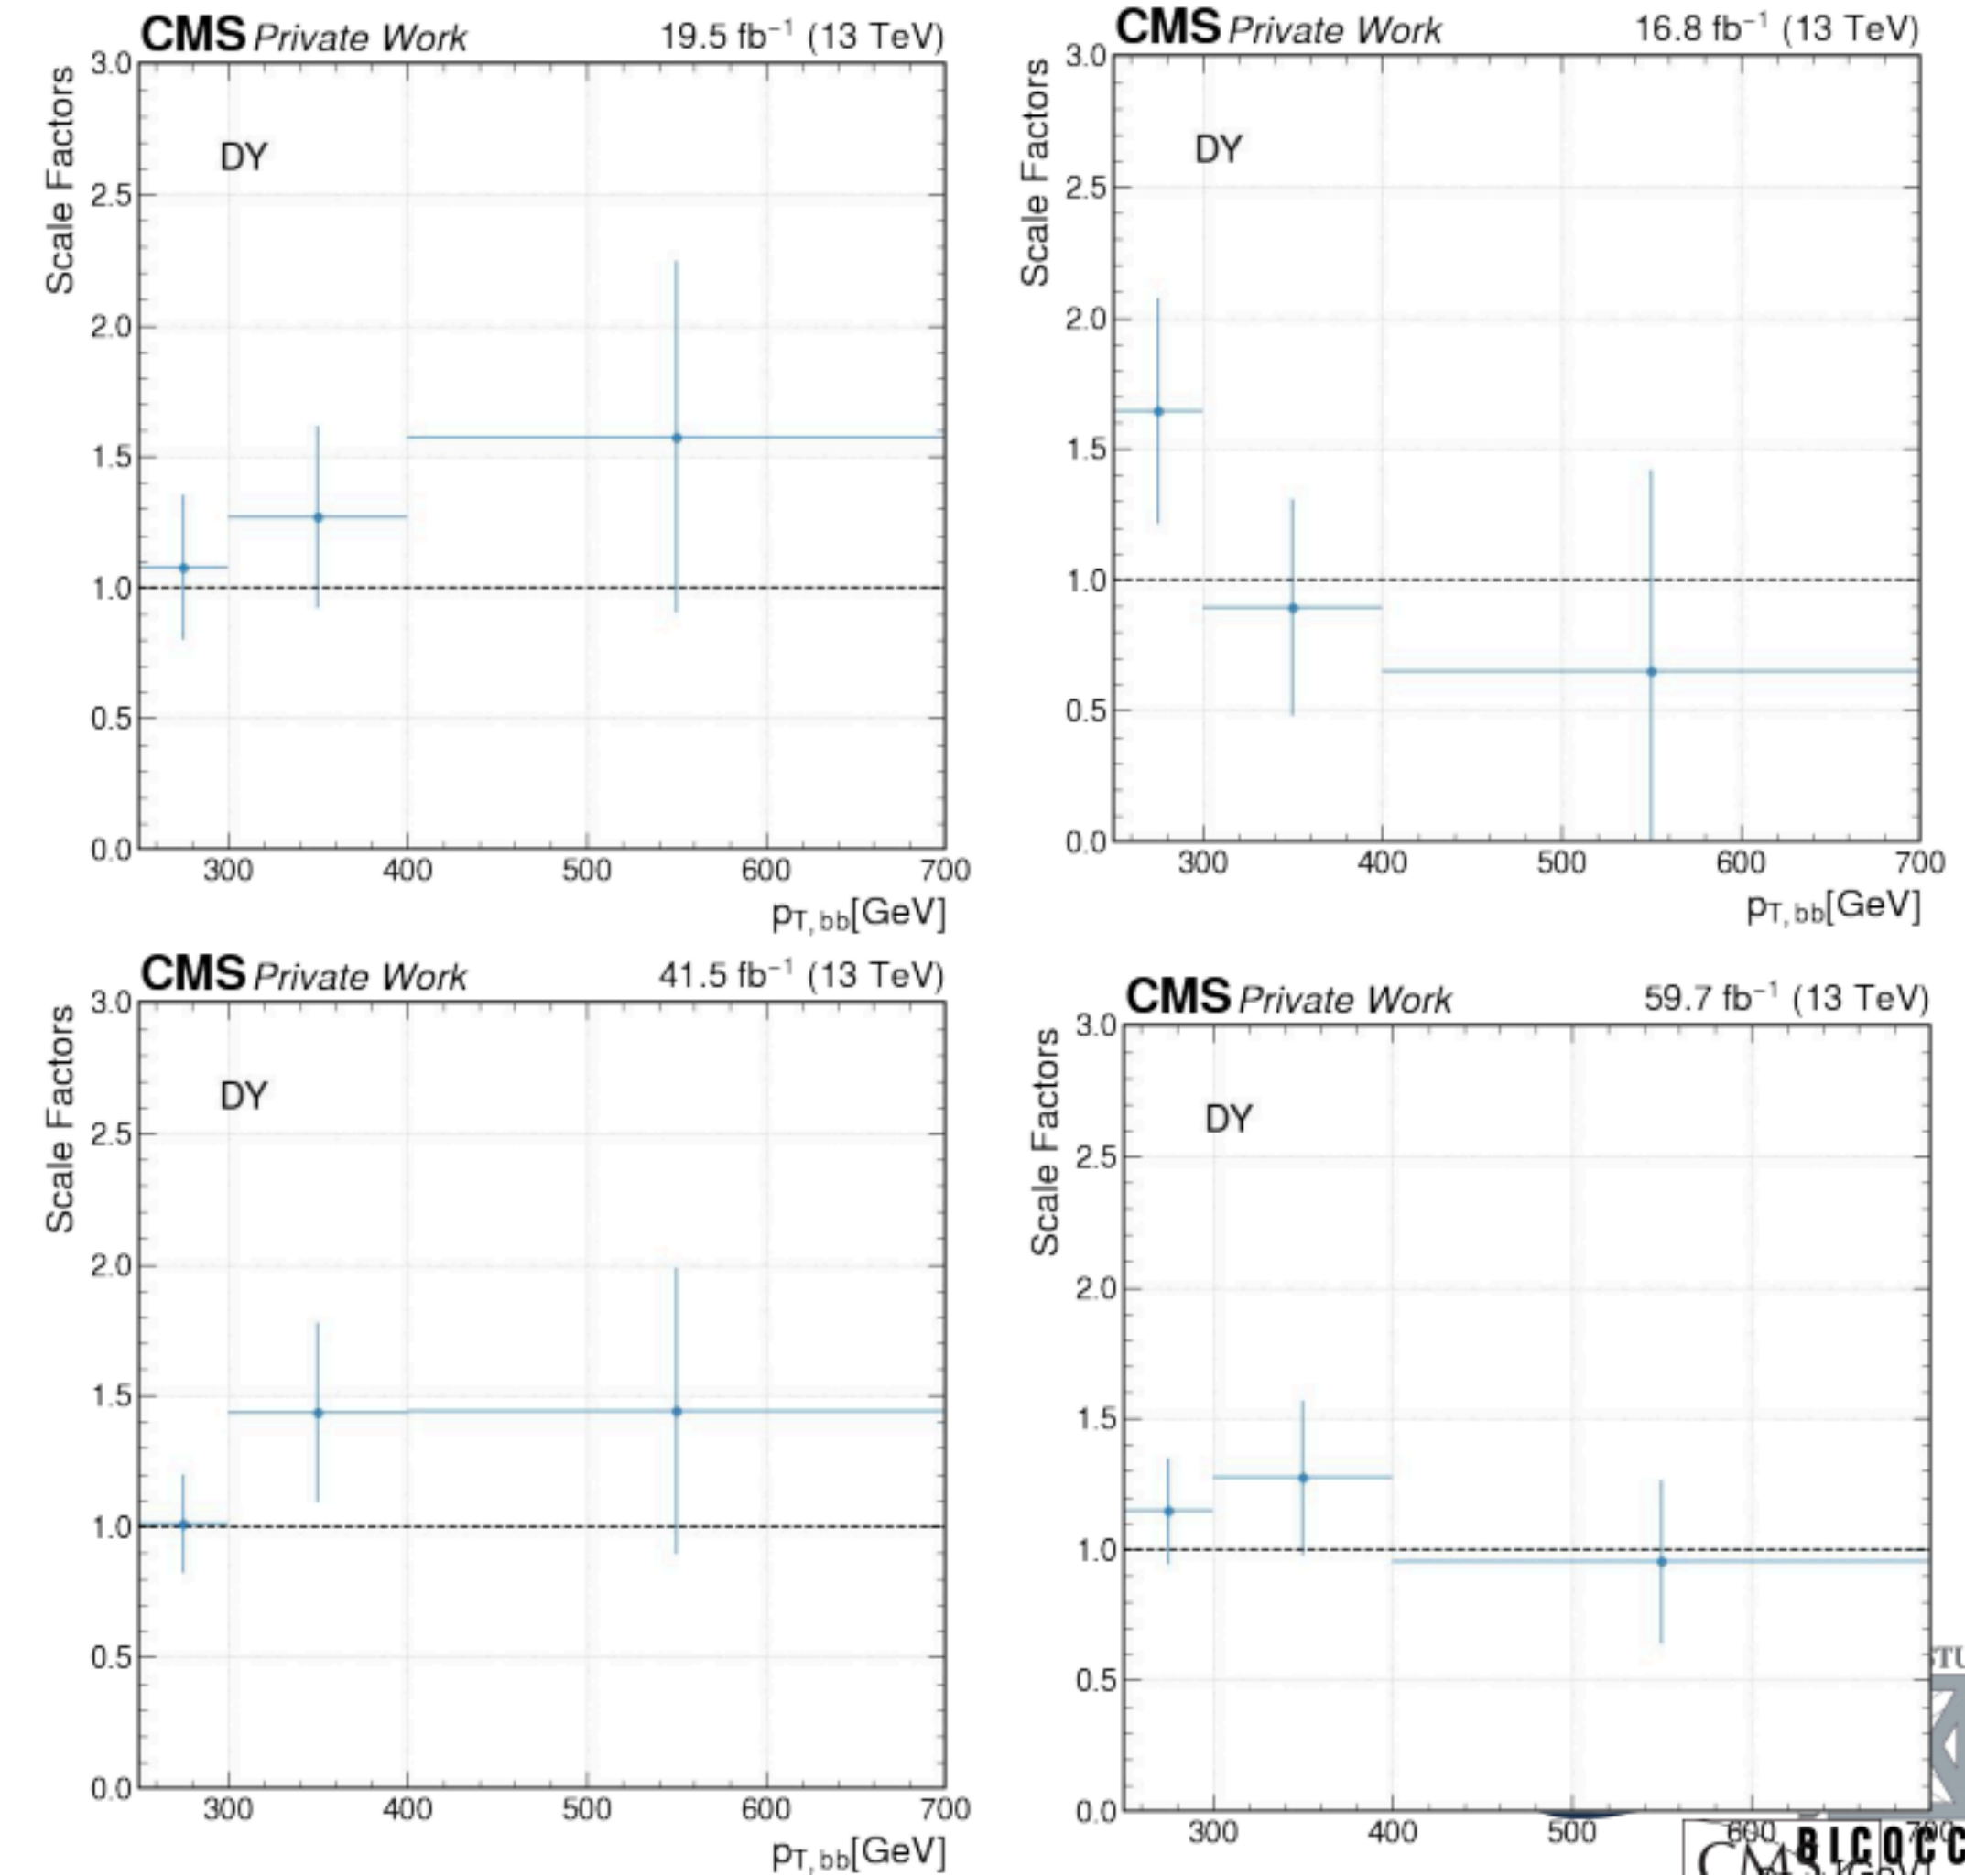 CMS Private Work 19.5 fb⁻¹ (13 TeV)
3.0
2.5
2.0
1.5
1.0
0.5
0.0
Scale Factors
DY
300 400 500 600 700
pT, bb[GeV]
CMS Private Work 16.8 fb⁻¹ (13 TeV)
3.0
2.5
2.0
1.5
1.0
0.5
0.0
Scale Factors
DY
300 400 500 600 700
pT, bb[GeV]
CMS Private Work 41.5 fb⁻¹ (13 TeV)
3.0
2.5
2.0
1.5
1.0
0.5
0.0
Scale Factors
DY
300 400 500 600 700
pT, bb[GeV]
CMS Private Work 59.7 fb⁻¹ (13 TeV)
3.0
2.5
2.0
1.5
1.0
0.5
0.0
Scale Factors
DY
300 400 500 600 700
CMS
BICOCC